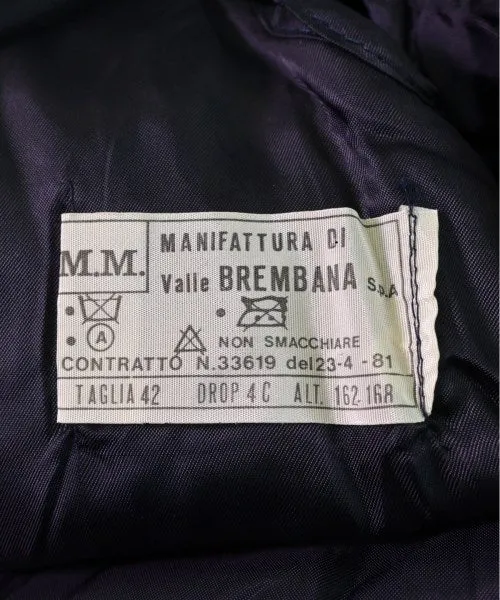 M.M.
MANIFATTURA DI
Valle BREMBANA S.p.A
A
NON SMACCHIARE
CONTRATTO N.33619 del 23-4-81
TAGLIA 42 DROP 4 C ALT. 162-168